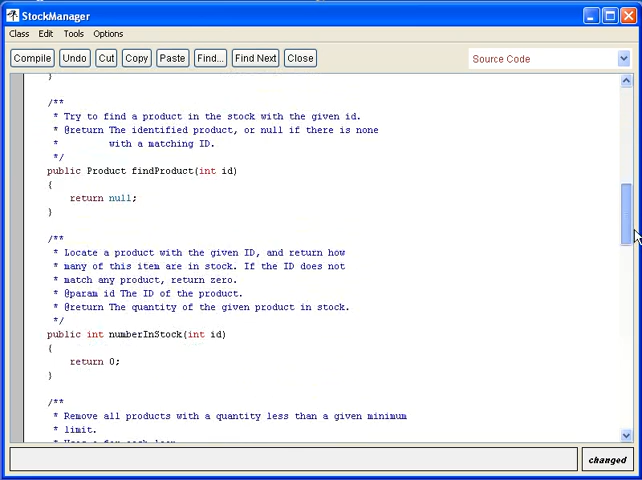 StockManager
Class Edit Tools Options
Compile Undo Cut Copy Paste Find... Find Next Close Source Code
}
/**
* Try to find a product in the stock with the given id.
* @return The identified product, or null if there is none
* with a matching ID.
*/
public Product findProduct(int id)
{
return null;
}
/**
* Locate a product with the given ID, and return how
* many of this item are in stock. If the ID does not
* match any product, return zero.
* @param id The ID of the product.
* @return The quantity of the given product in stock.
*/
public int numberInStock(int id)
{
return 0;
}
/**
* Remove all products with a quantity less than a given minimum
* limit.
* Uses a for each loop
changed